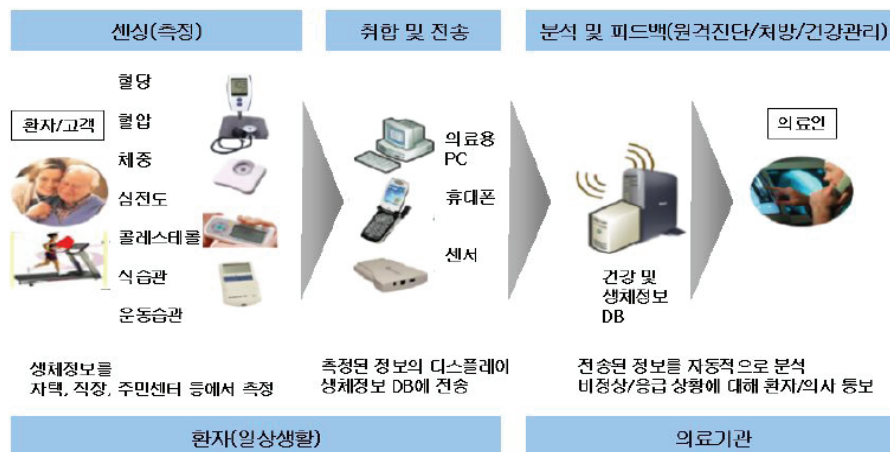 센싱(측정)
취합 및 전송
분석 및 피드백(원격진단/처방/건강관리)
환자/고객
혈당
혈압
체중
심전도
콜레스테롤
식습관
운동습관
의료용
PC
휴대폰
센서
건강 및
생체정보
DB
의료인
생체정보를
자택, 직장, 주민센터 등에서 측정
측정된 정보의 디스플레이
생체정보 DB에 전송
전송된 정보를 자동적으로 분석
비정상/응급 상황에 대해 환자/의사 통보
환자(일상생활)
의료기관